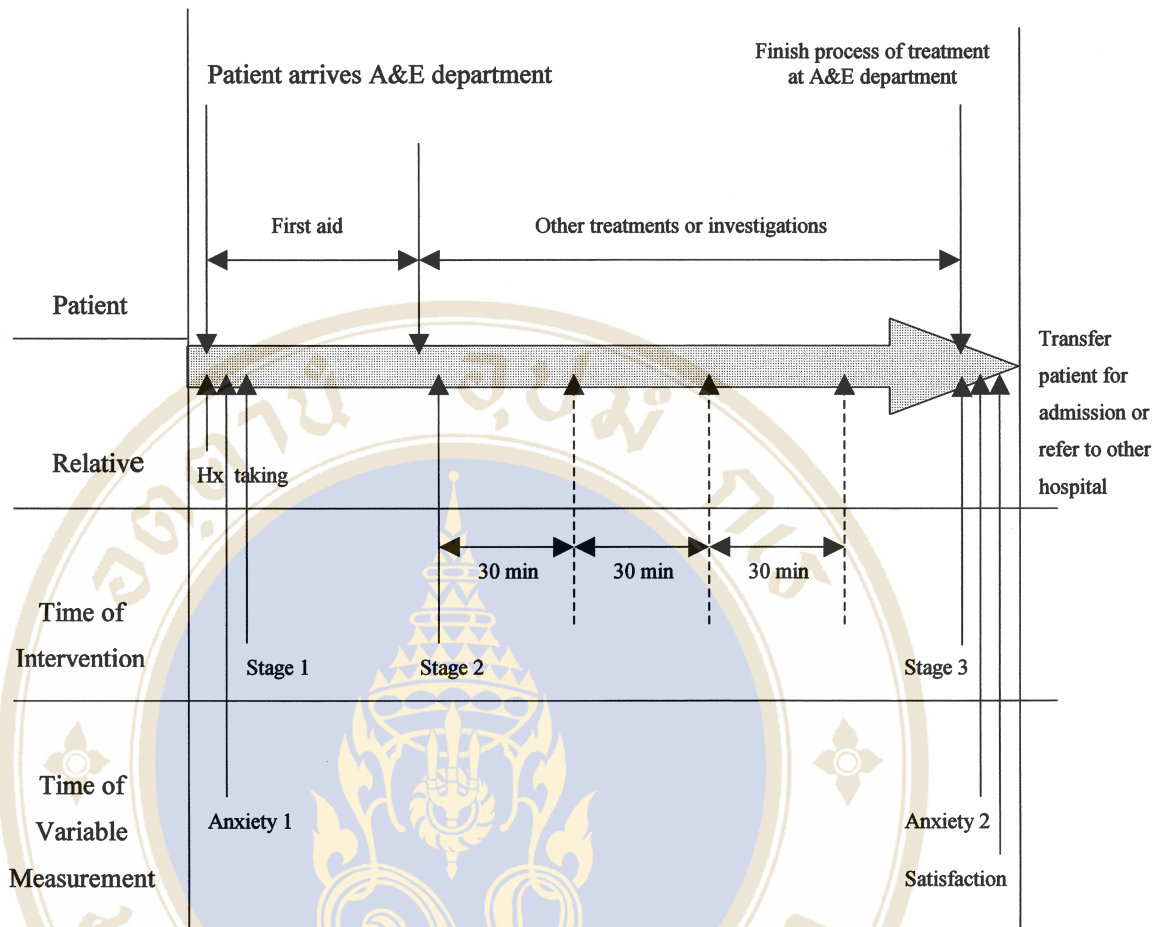 Patient arrives A&E department
Finish process of treatment
at A&E department
First aid
Other treatments or investigations
Patient
Transfer
patient for
admission or
refer to other
hospital
Relative
Hx taking
30 min
30 min
30 min
Time of
Intervention
Stage 1
Stage 2
Stage 3
Time of
Variable
Measurement
Anxiety 1
Anxiety 2
Satisfaction